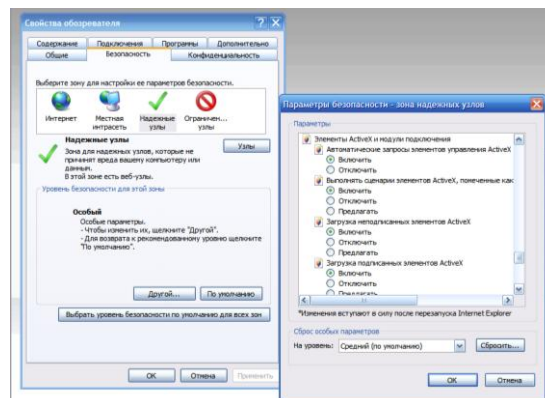 Свойства обозревателя
Содержание Подключения Программы Дополнительно
Общие Безопасность Конфиденциальность
Выберите зону для настройки ее параметров безопасности.
Интернет Местная интрасеть Надежные узлы Ограничен... узлы
Надежные узлы
Узлы
Зона для надежных узлов, которые не
причинят вреда вашему компьютеру или
данным.
В этой зоне есть веб-узлы.
Уровень безопасности для этой зоны
Особый
Особые параметры.
- Чтобы изменить их, щелкните "Другой".
- Для возврата к рекомендованному уровню щелкните
"По умолчанию".
Другой... По умолчанию
Выбрать уровень безопасности по умолчанию для всех зон
OK Отмена Применить
Параметры безопасности - зона надежных узлов
Параметры
Элементы ActiveX и модули подключения
Автоматические запросы элементов управления ActiveX
Включить
Отключить
Выполнять сценарии элементов ActiveX, помеченные как
Включить
Отключить
Предлагать
Загрузка неподписанных элементов ActiveX
Включить
Отключить
Предлагать
Загрузка подписанных элементов ActiveX
Включить
Отключить
Предлагать
*Изменения вступают в силу после перезапуска Internet Explorer
Сброс особых параметров
На уровень: Средний (по умолчанию) Сбросить...
OK Отмена